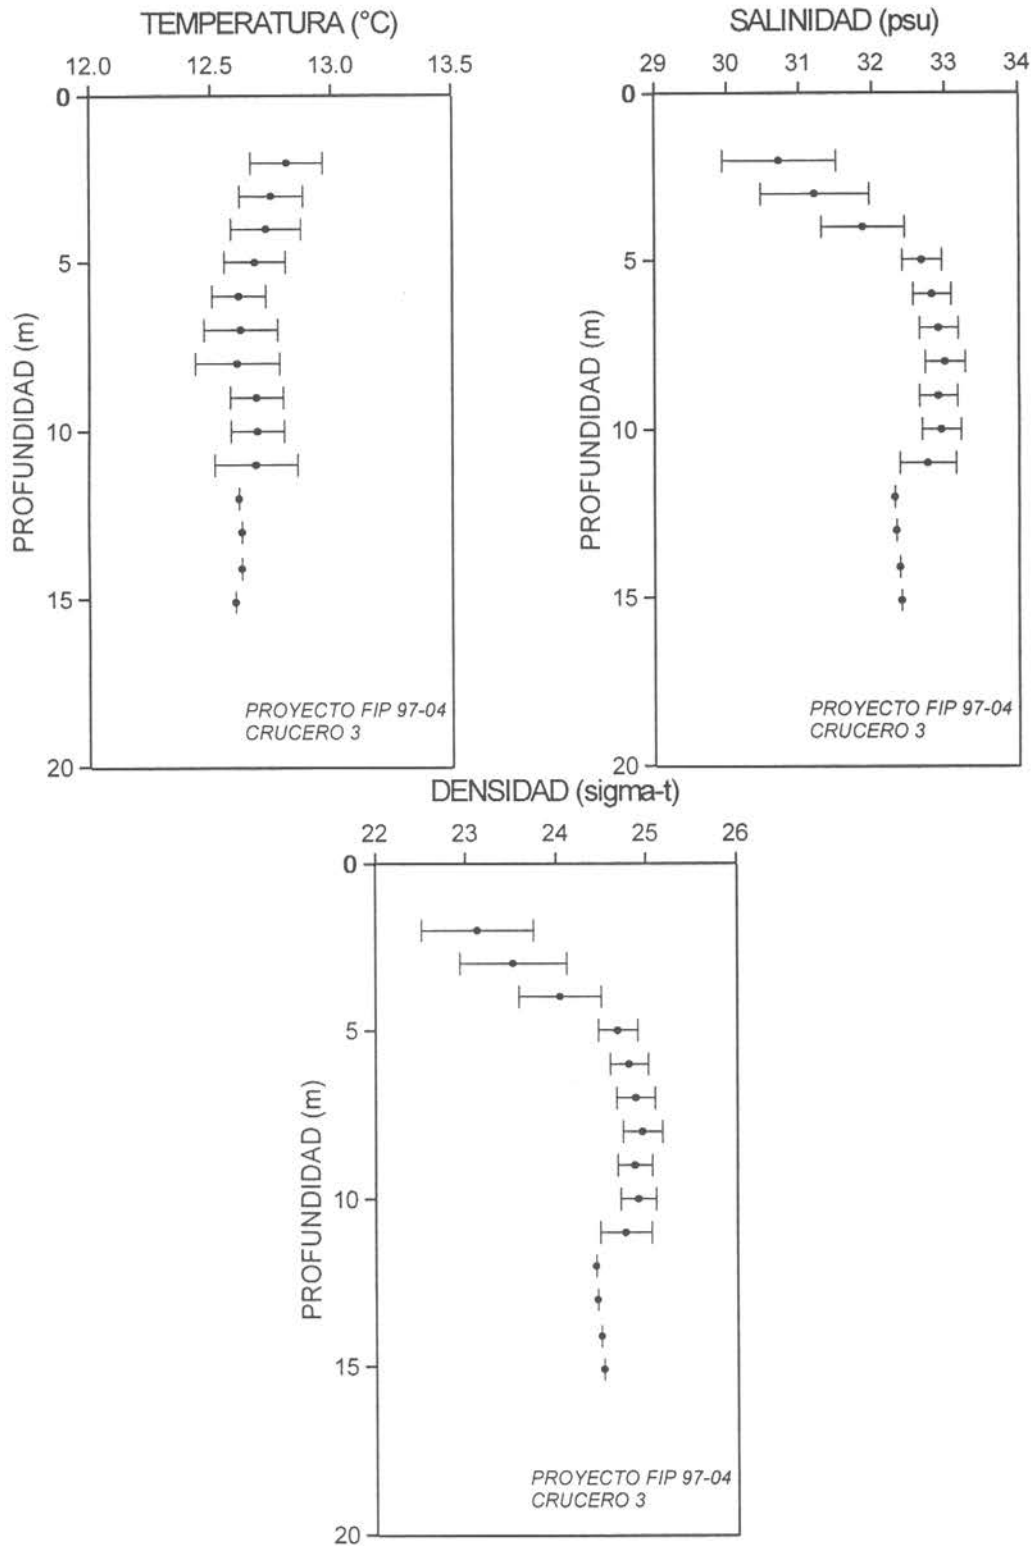 TEMPERATURA (°C)
12.0 12.5 13.0 13.5
0
5
10
15
20
PROFUNDIDAD (m)
PROYECTO FIP 97-04
CRUCERO 3
SALINIDAD (psu)
29 30 31 32 33 34
0
5
10
15
20
PROFUNDIDAD (m)
PROYECTO FIP 97-04
CRUCERO 3
DENSIDAD (sigma-t)
22 23 24 25 26
0
5
10
15
20
PROFUNDIDAD (m)
PROYECTO FIP 97-04
CRUCERO 3